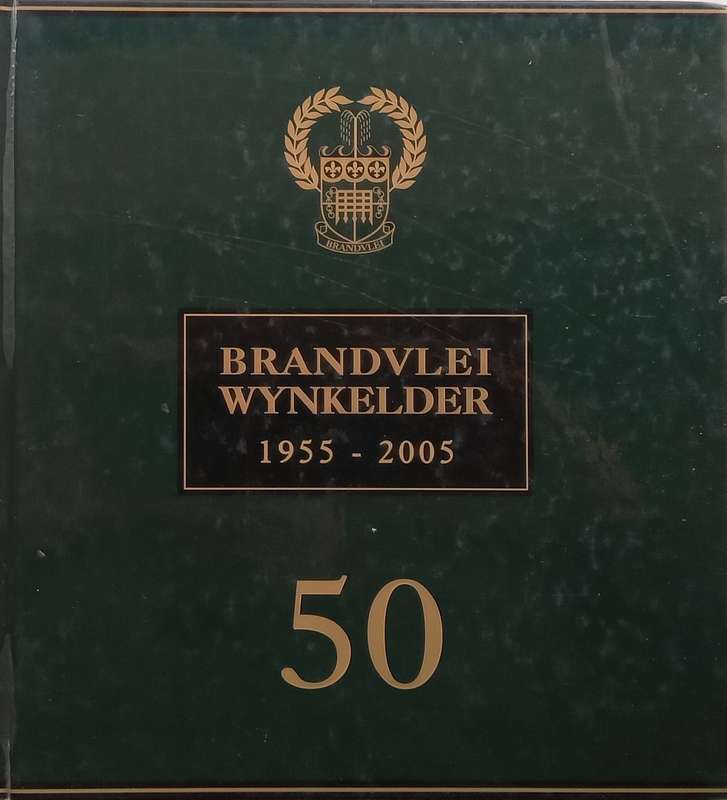 BRANDVLEI
BRANDVLEI
WYNKELDER
1955 - 2005
50